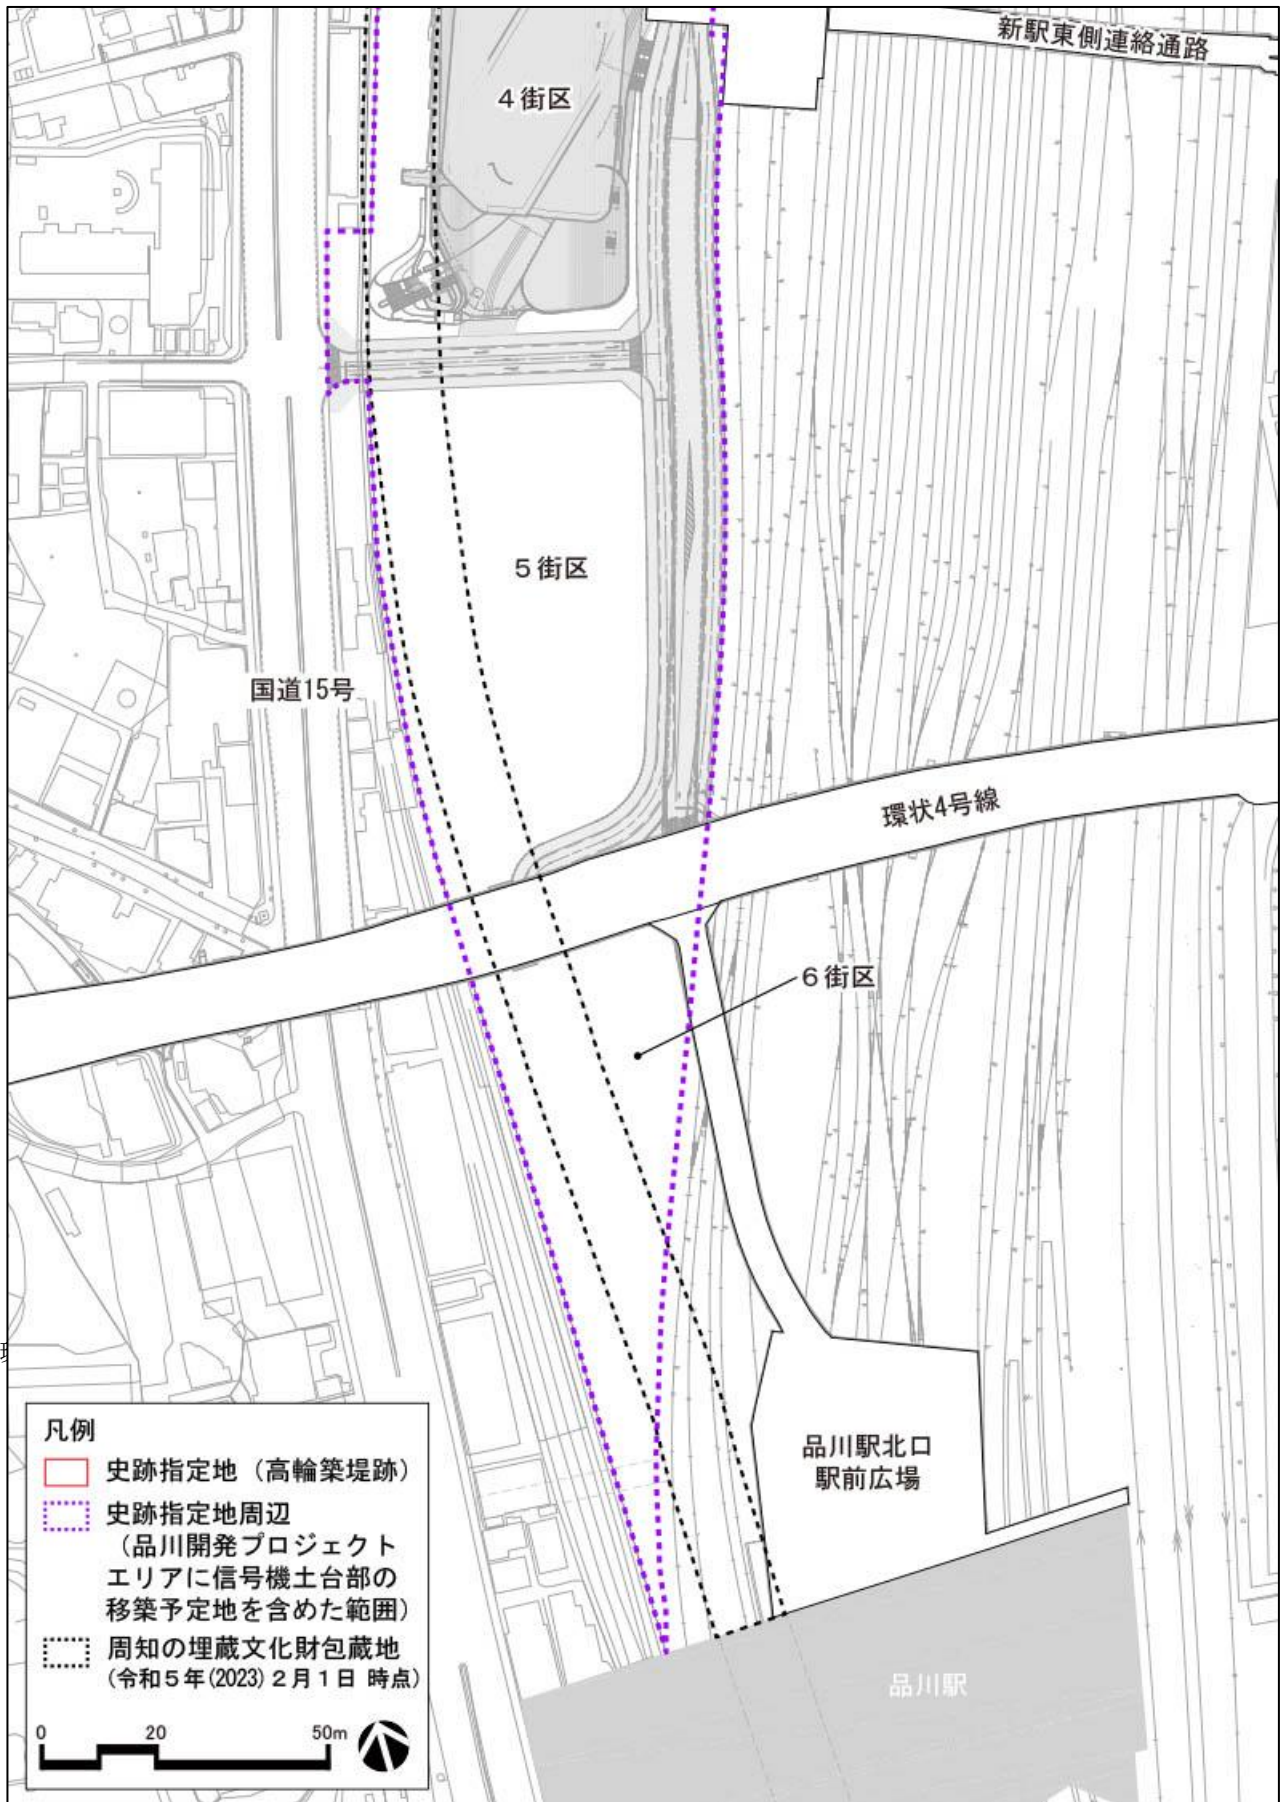 新駅東側連絡通路
4街区
5街区
国道15号
環状4号線
6街区
品川駅北口
駅前広場
品川駅
凡例
史跡指定地（高輪築堤跡）
史跡指定地周辺
（品川開発プロジェクト
エリアに信号機土台部の
移築予定地を含めた範囲）
周知の埋蔵文化財包蔵地
(令和5年(2023)2月1日 時点)
0 20 50m